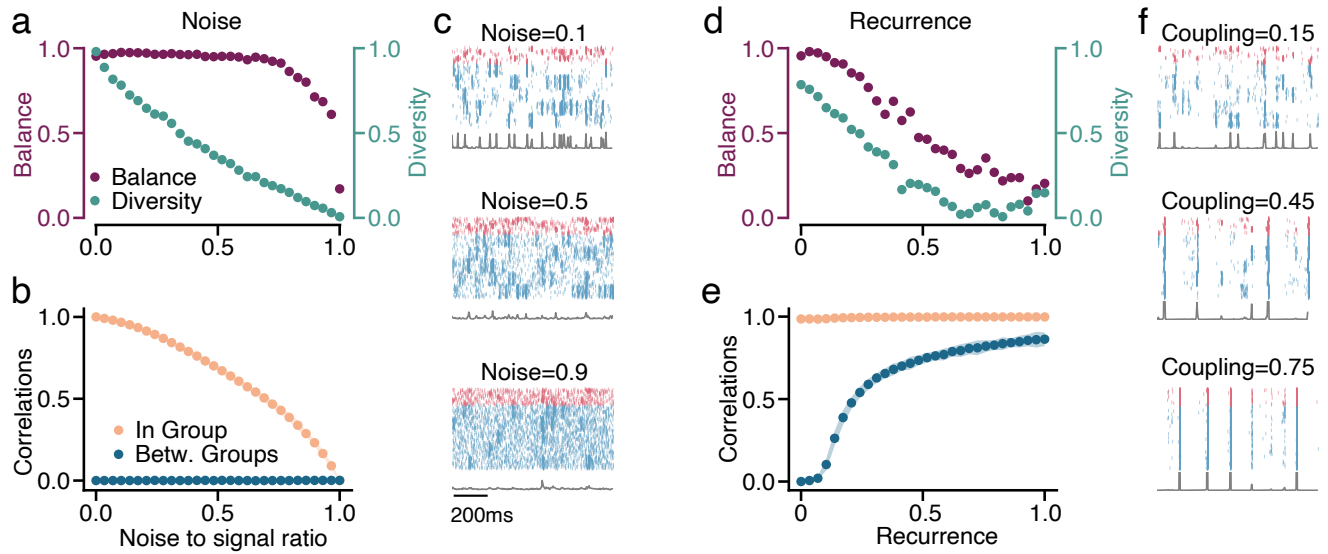 a
Noise
1.0
0.5
0.0
Balance
1.0
0.5
0.0
Diversity
Balance
Diversity
0.0
0.5
1.0
b
1.0
0.5
0.0
Correlations
In Group
Betw. Groups
0.0
0.5
1.0
Noise to signal ratio
c
Noise=0.1
Noise=0.5
Noise=0.9
200ms
d
Recurrence
1.0
0.5
0.0
Balance
1.0
0.5
0.0
Diversity
0.0
0.5
1.0
e
1.0
0.5
0.0
Correlations
0.0
0.5
1.0
Recurrence
f
Coupling=0.15
Coupling=0.45
Coupling=0.75